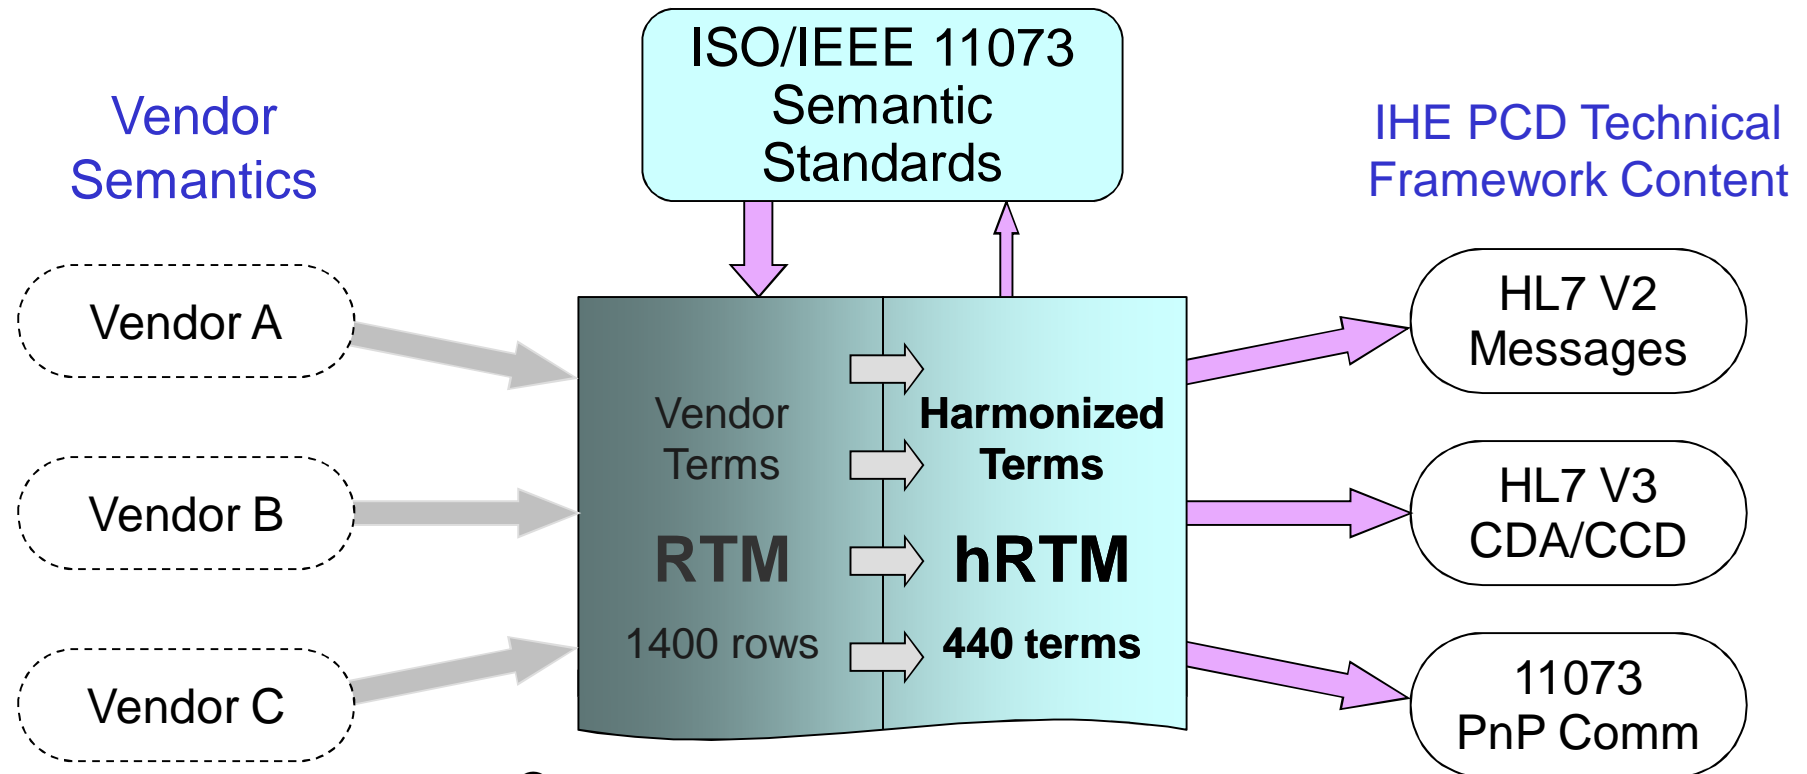 ISO/IEEE 11073
Semantic
Standards
Vendor
Semantics
IHE PCD Technical
Framework Content
Vendor A
Vendor B
Vendor C
Vendor
Terms
RTM
1400 rows
Harmonized
Terms
hRTM
440 terms
HL7 V2
Messages
HL7 V3
CDA/CCD
11073
PnP Comm